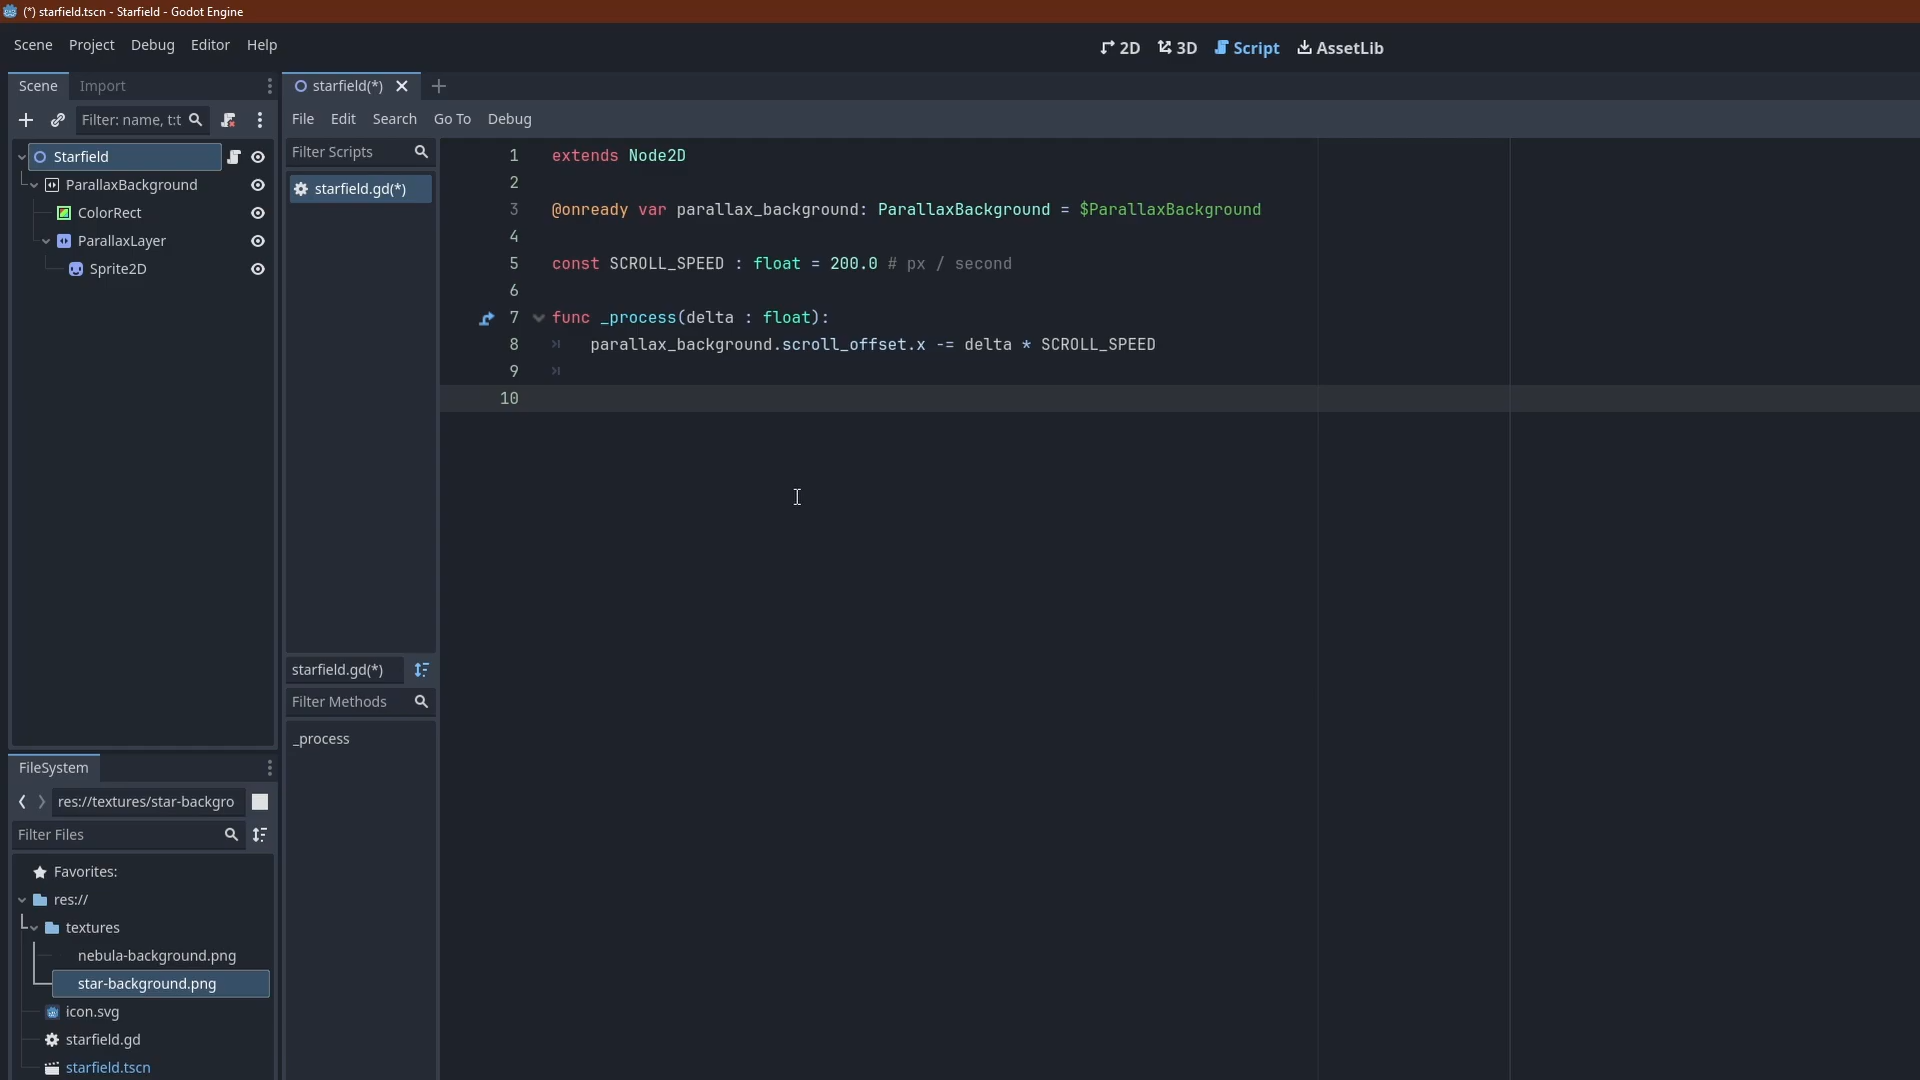 (*) starfield.tscn - Starfield - Godot Engine
Scene Project Debug Editor Help
2D 3D Script AssetLib
Scene Import
starfield(*)
Filter: name, t:t
File Edit Search Go To Debug
Starfield
ParallaxBackground
ColorRect
ParallaxLayer
Sprite2D
Filter Scripts
starfield.gd(*)
1 extends Node2D
2
3 @onready var parallax_background: ParallaxBackground = $ParallaxBackground
4
5 const SCROLL_SPEED : float = 200.0 # px / second
6
7 func _process(delta : float):
8 parallax_background.scroll_offset.x -= delta * SCROLL_SPEED
9
10
starfield.gd(*)
Filter Methods
_process
FileSystem
res://textures/star-backgro
Filter Files
Favorites:
res://
textures
nebula-background.png
star-background.png
icon.svg
starfield.gd
starfield.tscn